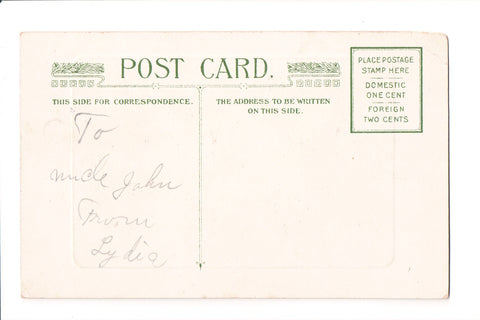 POST CARD.
THIS SIDE FOR CORRESPONDENCE.
THE ADDRESS TO BE WRITTEN
ON THIS SIDE.
PLACE POSTAGE
STAMP HERE
DOMESTIC
ONE CENT
FOREIGN
TWO CENTS
To
uncle John
From
Lydia